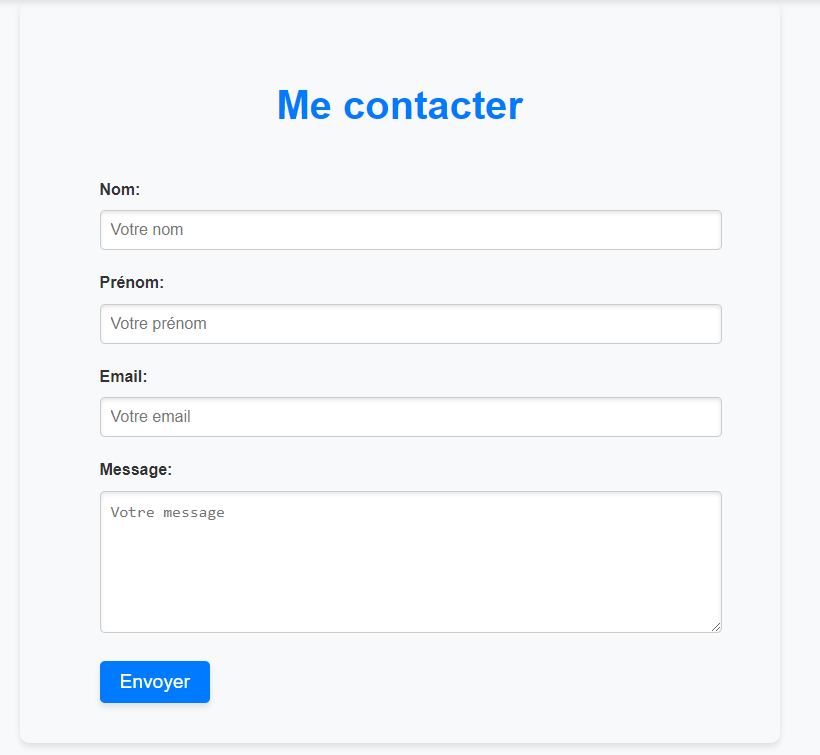 Me contacter
Nom:
Votre nom
Prénom:
Votre prénom
Email:
Votre email
Message:
Votre message
Envoyer